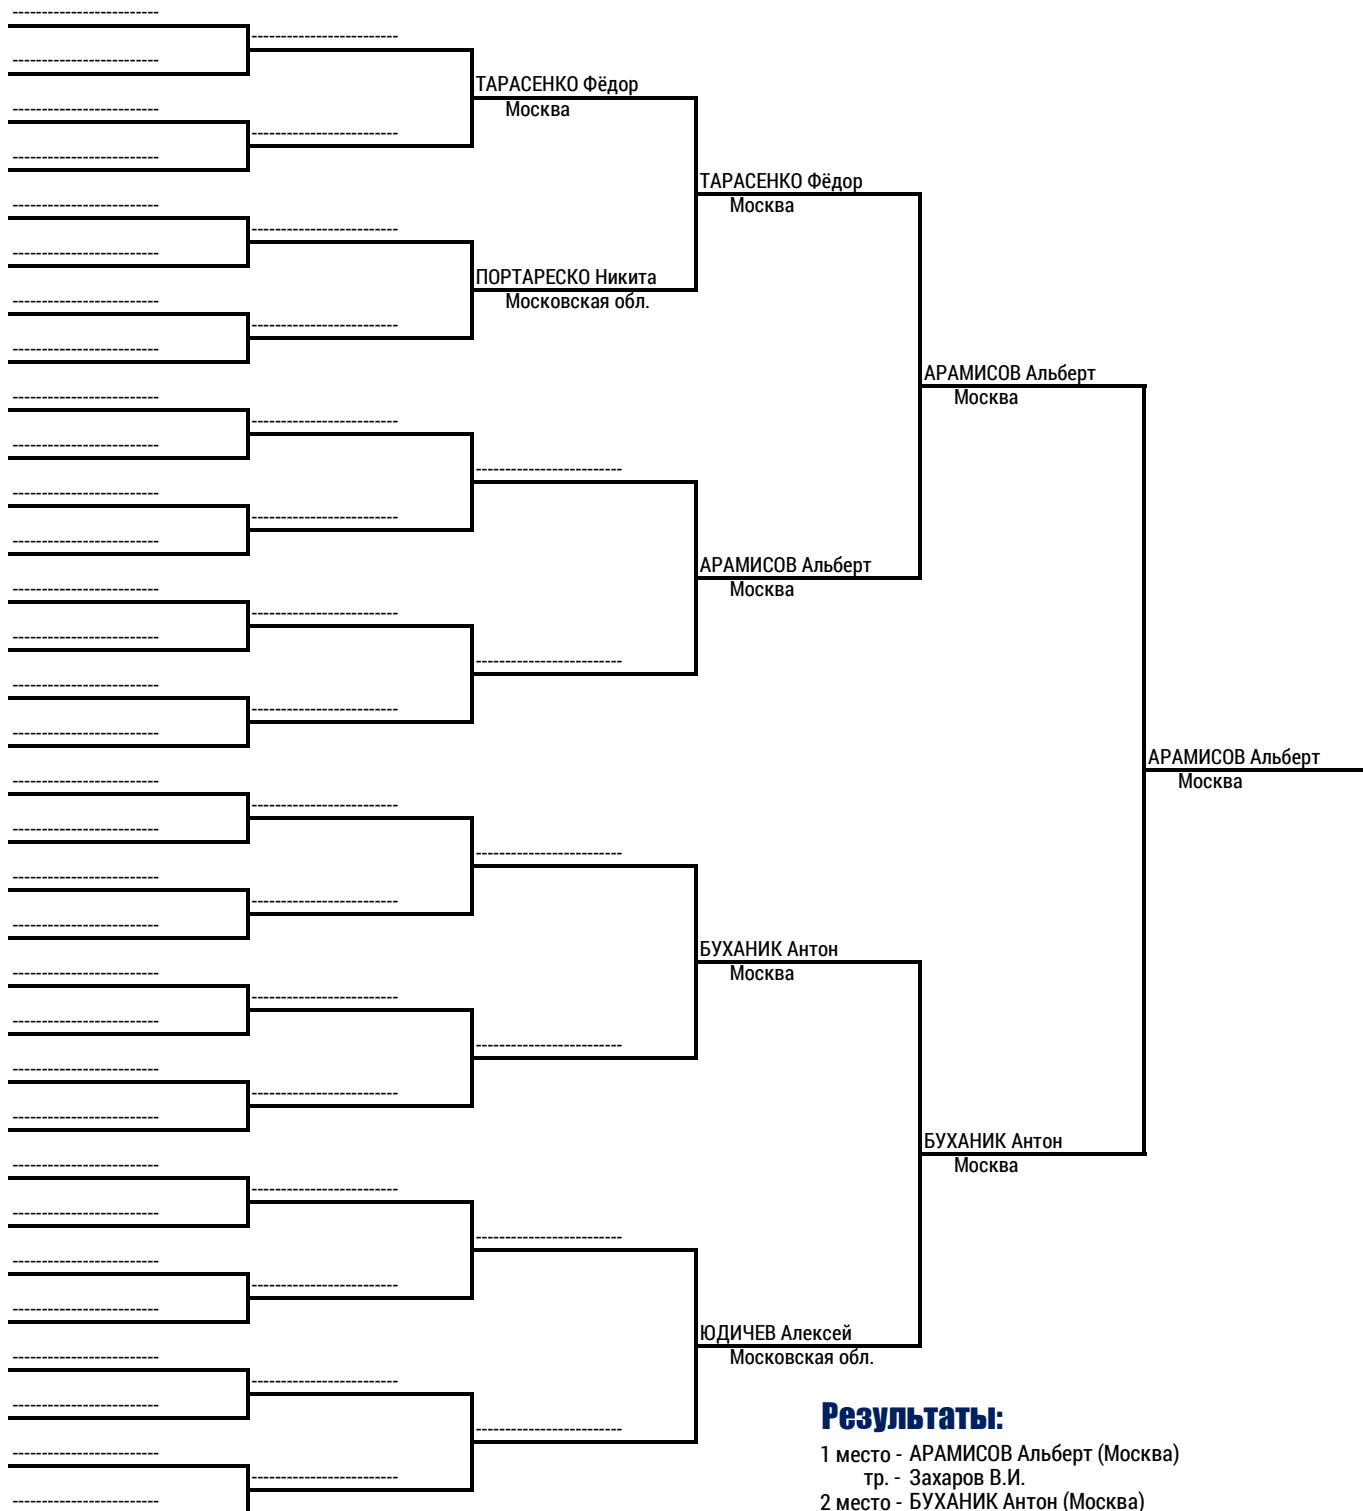 ТАРАСЕНКО Фёдор
Москва
ТАРАСЕНКО Фёдор
Москва
ПОРТАРЕСКО Никита
Московская обл.
АРАМИСОВ Альберт
Москва
АРАМИСОВ Альберт
Москва
АРАМИСОВ Альберт
Москва
БУХАНИК Антон
Москва
БУХАНИК Антон
Москва
ЮДИЧЕВ Алексей
Московская обл.
Результаты:
1 место - АРАМИСОВ Альберт (Москва)
тр. - Захаров В.И.
2 место - БУХАНИК Антон (Москва)